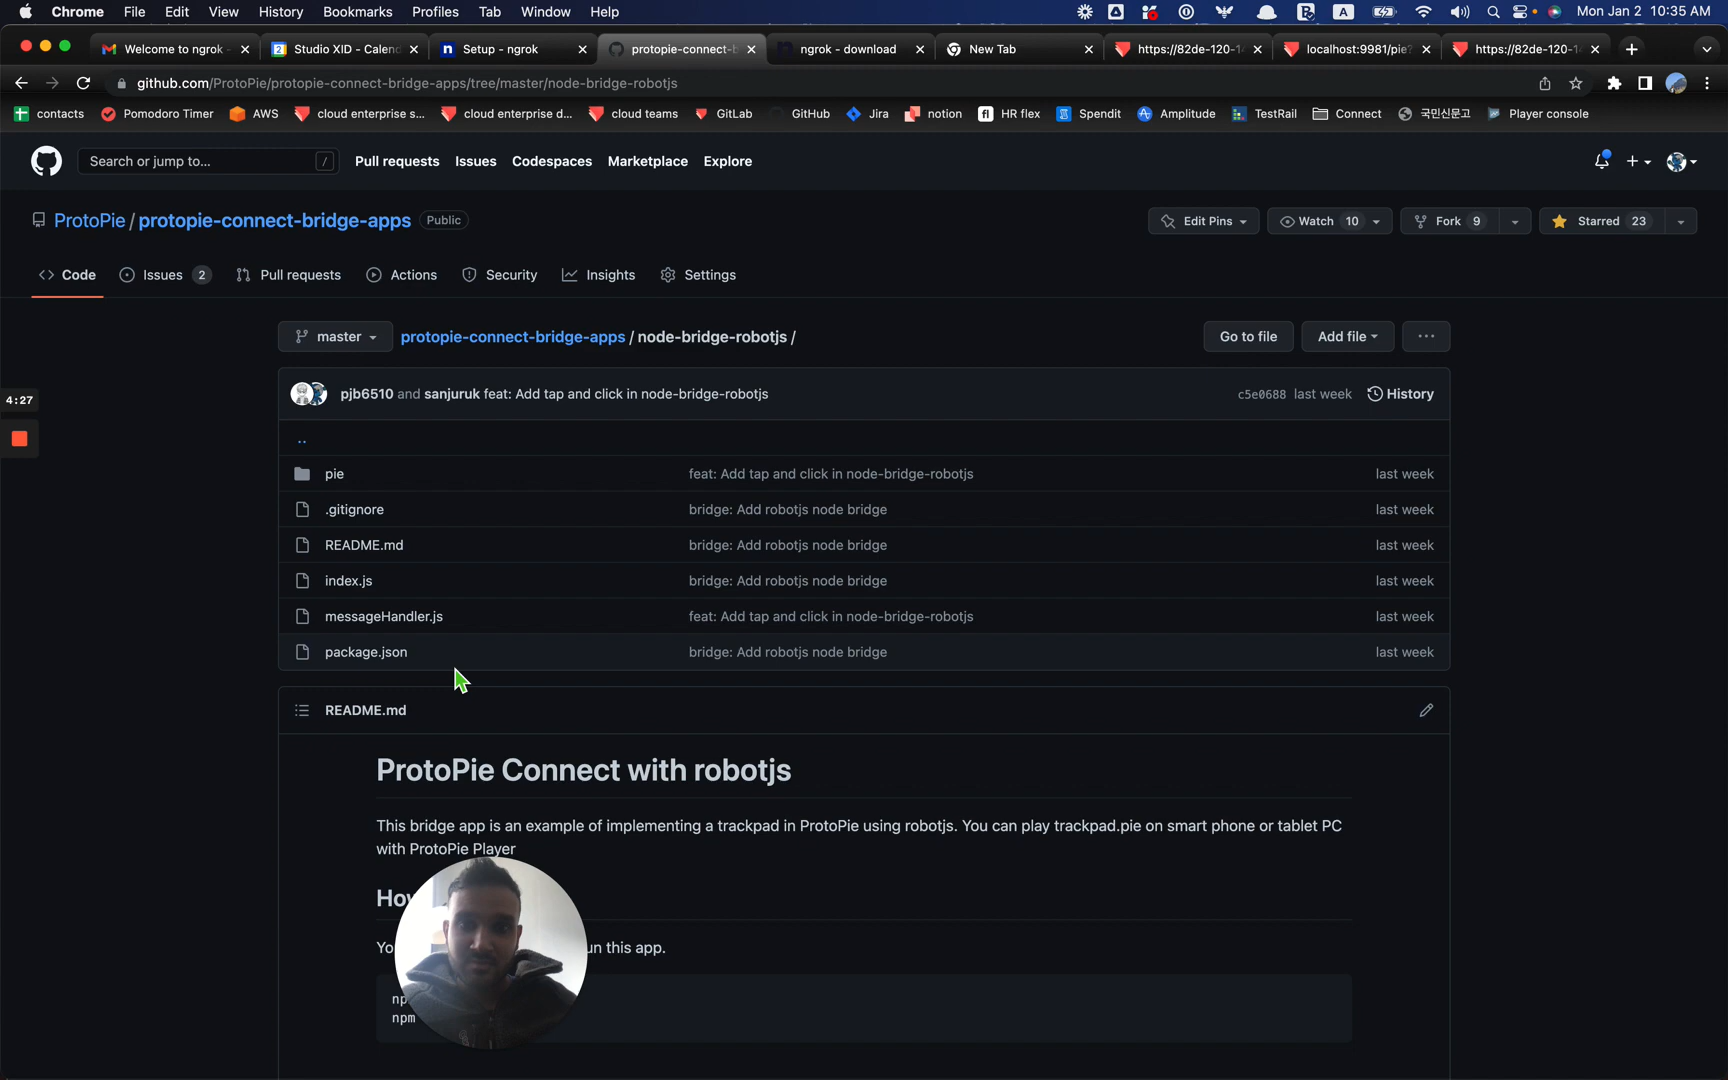 Chrome File Edit View History Bookmarks Profiles Tab Window Help
A Mon Jan 2 10:35 AM
Welcome to ngrok - Studio XID - Calend Setup - ngrok protopie-connect-b ngrok - download New Tab https://82de-120-1 localhost:9981/pie? https://82de-120-1
github.com/ProtoPie/protopie-connect-bridge-apps/tree/master/node-bridge-robotjs
contacts Pomodoro Timer AWS cloud enterprise s... cloud enterprise d... cloud teams GitLab GitHub Jira notion HR flex Spendit Amplitude TestRail Connect 국민신문고 Player console
Search or jump to... / Pull requests Issues Codespaces Marketplace Explore
ProtoPie / protopie-connect-bridge-apps Public Edit Pins Watch 10 Fork 9 Starred 23
Code Issues 2 Pull requests Actions Security Insights Settings
master protopie-connect-bridge-apps / node-bridge-robotjs / Go to file Add file ...
pjb6510 and sanjuruk feat: Add tap and click in node-bridge-robotjs c5e0688 last week History
4:27
..
pie feat: Add tap and click in node-bridge-robotjs last week
.gitignore bridge: Add robotjs node bridge last week
README.md bridge: Add robotjs node bridge last week
index.js bridge: Add robotjs node bridge last week
messageHandler.js feat: Add tap and click in node-bridge-robotjs last week
package.json bridge: Add robotjs node bridge last week
README.md
ProtoPie Connect with robotjs
This bridge app is an example of implementing a trackpad in ProtoPie using robotjs. You can play trackpad.pie on smart phone or tablet PC
with ProtoPie Player
this app.
npm